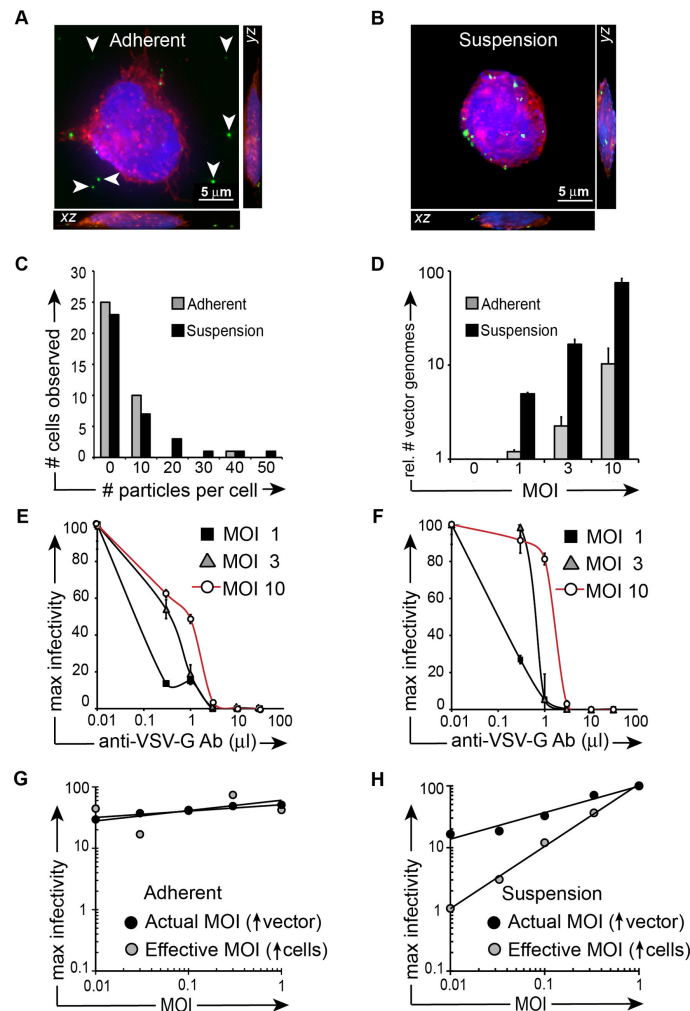 A
Adherent
yz
5 μm
xz
B
Suspension
yz
5 μm
xz
C
# cells observed
30
25
20
15
10
5
0
Adherent
Suspension
0 10 20 30 40 50
# particles per cell
D
rel. # vector genomes
100
10
1
Adherent
Suspension
0 1 3 10
MOI
E
max infectivity
100
80
60
40
20
0
MOI 1
MOI 3
MOI 10
0.01 0.1 1 10 100
anti-VSV-G Ab (μl)
F
max infectivity
100
80
60
40
20
0
MOI 1
MOI 3
MOI 10
0.01 0.1 1 10 100
anti-VSV-G Ab (μl)
G
max infectivity
100
10
1
0.1
Adherent
Actual MOI (↑vector)
Effective MOI (↑cells)
0.01 0.1 1
MOI
H
max infectivity
100
10
1
0.1
Suspension
Actual MOI (↑vector)
Effective MOI (↑cells)
0.01 0.1 1
MOI